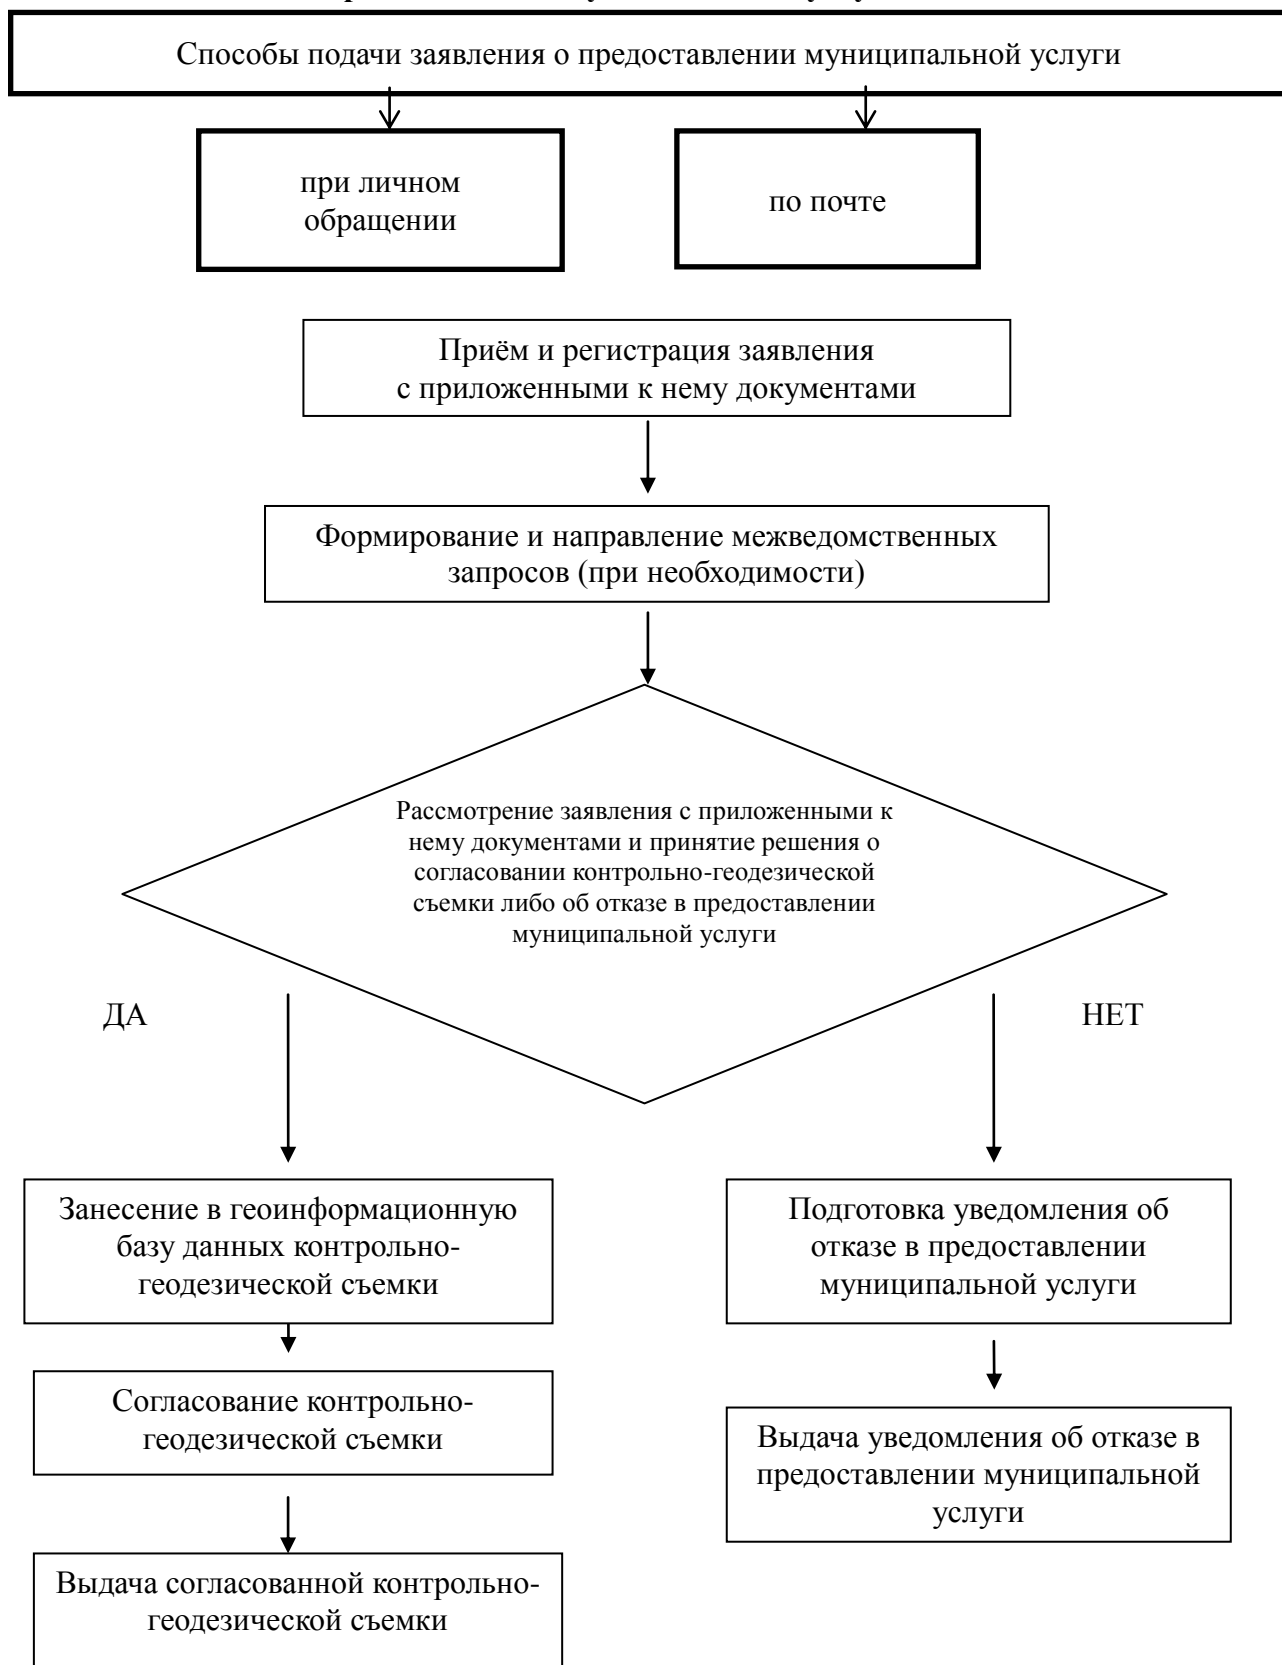 Способы подачи заявления о предоставлении муниципальной услуги
при личном
обращении
по почте
Приём и регистрация заявления
с приложенными к нему документами
Формирование и направление межведомственных
запросов (при необходимости)
Рассмотрение заявления с приложенными к
нему документами и принятие решения о
согласовании контрольно-геодезической
съемки либо об отказе в предоставлении
муниципальной услуги
ДА
НЕТ
Занесение в геоинформационную
базу данных контрольно-
геодезической съемки
Подготовка уведомления об
отказе в предоставлении
муниципальной услуги
Согласование контрольно-
геодезической съемки
Выдача уведомления об отказе в
предоставлении муниципальной
услуги
Выдача согласованной контрольно-
геодезической съемки